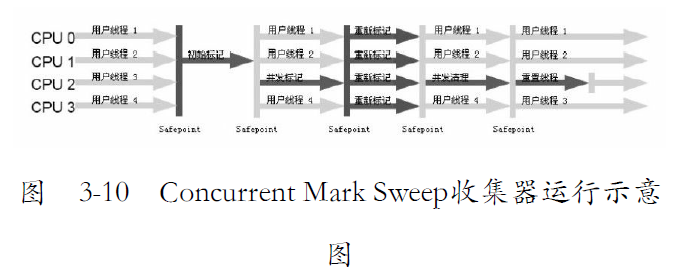 CPU 0 用户线程 1 用户线程 1 重新标记 用户线程 1 用户线程 1
CPU 1 用户线程 2 初始标记 用户线程 2 重新标记 用户线程 2 用户线程 2
CPU 2 用户线程 3 并发标记 重新标记 并发清理 重置线程
CPU 3 用户线程 4 用户线程 4 重新标记 用户线程 4 用户线程 3
Safepoint Safepoint Safepoint Safepoint Safepoint
图 3-10 Concurrent Mark Sweep收集器运行示意
图